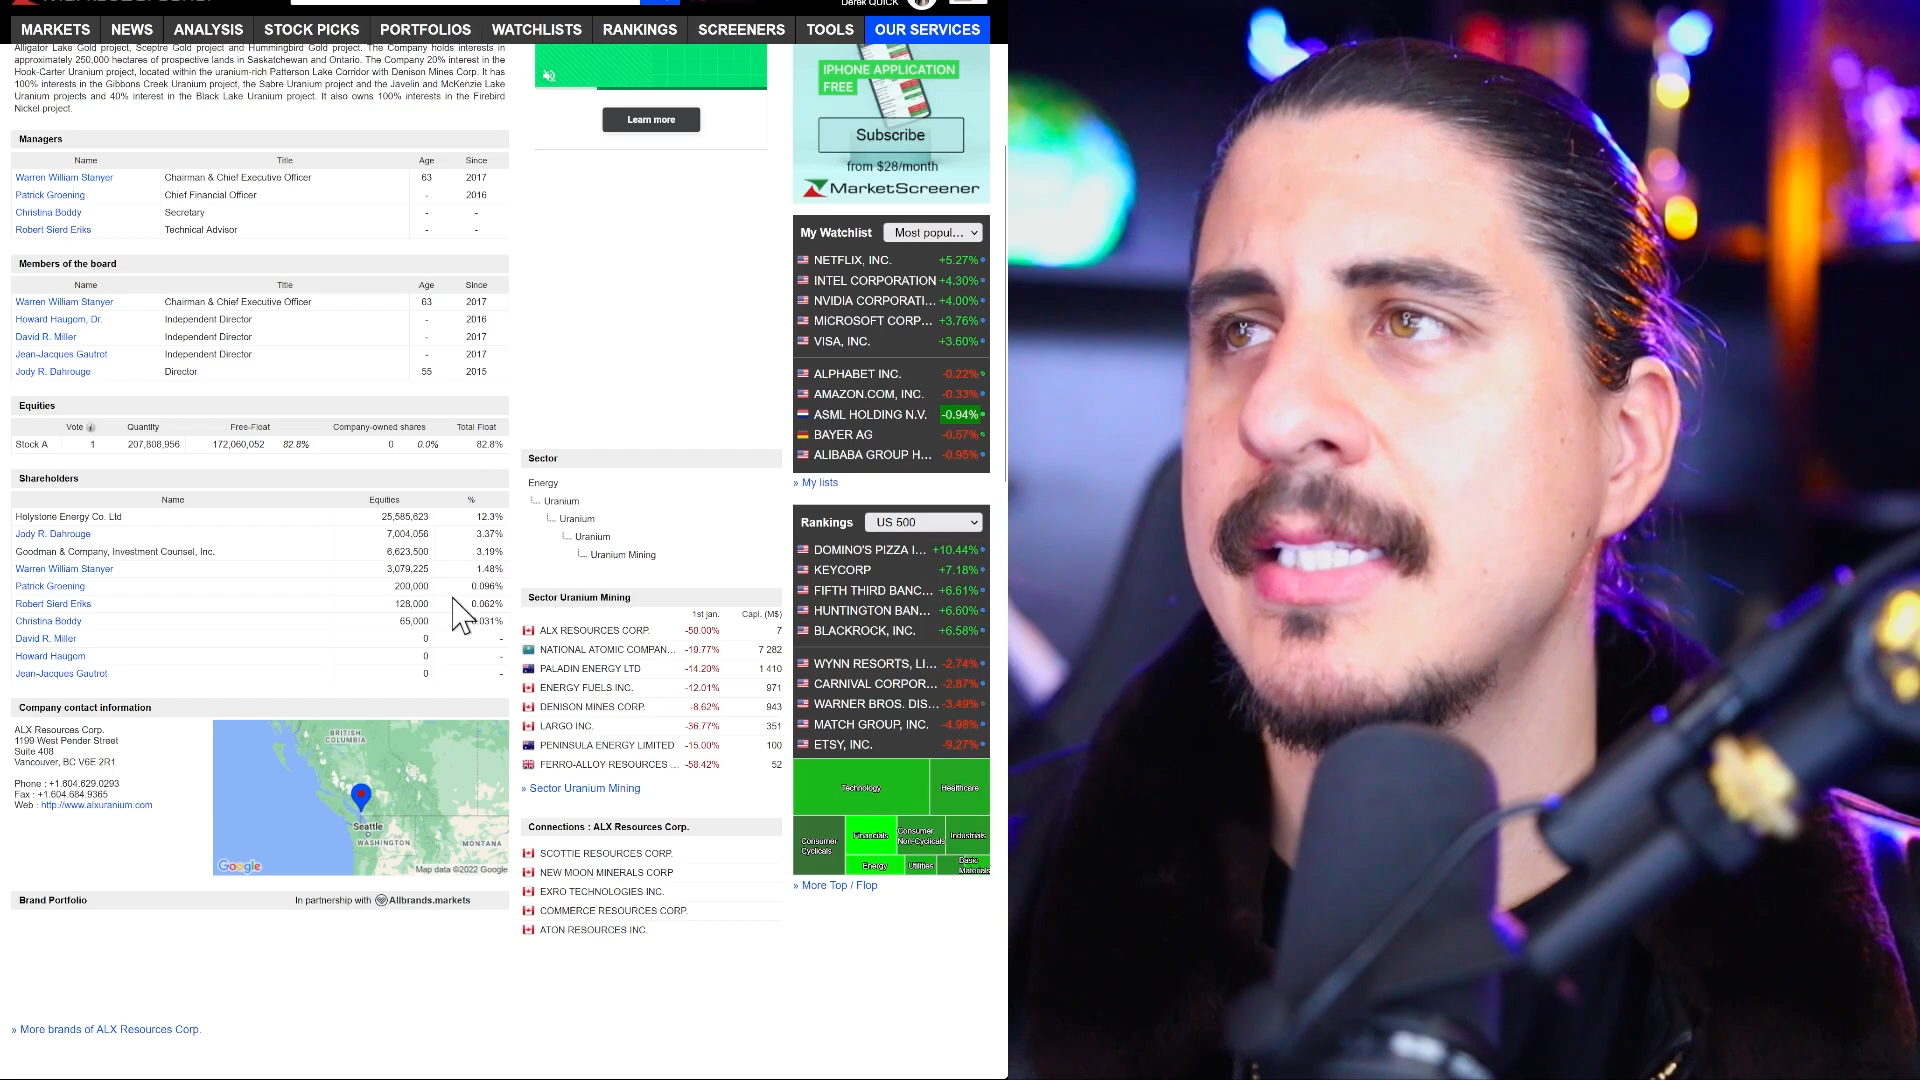 Derek QUICK
MARKETS NEWS ANALYSIS STOCK PICKS PORTFOLIOS WATCHLISTS RANKINGS SCREENERS TOOLS OUR SERVICES
Alligator Lake Gold project, Sceptre Gold project and Hummingbird Gold project. The Company holds interests in
approximately 250,000 hectares of prospective lands in Saskatchewan and Ontario. The Company 20% interest in the
Hook-Carter Uranium project, located within the uranium-rich Patterson Lake Corridor with Denison Mines Corp. It has
100% interests in the Gibbons Creek Uranium project, the Sabre Uranium project and the Javelin and McKenzie Lake
Uranium projects and 40% interest in the Black Lake Uranium project. It also owns 100% interests in the Firebird
Nickel project.
Managers
Name Title Age Since
Warren William Stanyer Chairman & Chief Executive Officer 63 2017
Patrick Groening Chief Financial Officer - 2016
Christina Boddy Secretary - -
Robert Sierd Eriks Technical Advisor - -
Members of the board
Name Title Age Since
Warren William Stanyer Chairman & Chief Executive Officer 63 2017
Howard Haugom, Dr. Independent Director - 2016
David R. Miller Independent Director - 2017
Jean-Jacques Gautrot Independent Director - 2017
Jody R. Dahrouge Director 55 2015
Equities
Vote Quantity Free-Float Company-owned shares Total Float
Stock A 1 207,808,956 172,060,052 82.8% 0 0.0% 82.8%
Shareholders
Name Equities %
Holystone Energy Co. Ltd 25,585,623 12.3%
Jody R. Dahrouge 7,004,056 3.37%
Goodman & Company, Investment Counsel, Inc. 6,623,500 3.19%
Warren William Stanyer 3,079,225 1.48%
Patrick Groening 200,000 0.096%
Robert Sierd Eriks 128,000 0.062%
Christina Boddy 65,000 .031%
David R. Miller 0 -
Howard Haugom 0 -
Jean-Jacques Gautrot 0 -
Company contact information
ALX Resources Corp.
1199 West Pender Street
Suite 408
Vancouver, BC V6E 2R1
Phone : +1.604.629.0293
Fax : +1.604.684.9365
Web : http://www.alxuranium.com
BRITISH
COLUMBIA
Seattle
WASHINGTON
MONTANA
Google
Map data ©2022 Google
Brand Portfolio In partnership with Allbrands.markets
» More brands of ALX Resources Corp.
Learn more
Sector
Energy
Uranium
Uranium
Uranium
Uranium Mining
Sector Uranium Mining
1st jan. Capi. (M$)
ALX RESOURCES CORP. -50.00% 7
NATIONAL ATOMIC COMPAN... -19.77% 7 282
PALADIN ENERGY LTD -14.20% 1 410
ENERGY FUELS INC. -12.01% 971
DENISON MINES CORP. -8.62% 943
LARGO INC. -36.77% 351
PENINSULA ENERGY LIMITED -15.00% 100
FERRO-ALLOY RESOURCES ... -58.42% 52
» Sector Uranium Mining
Connections : ALX Resources Corp.
SCOTTIE RESOURCES CORP.
NEW MOON MINERALS CORP
EXRO TECHNOLOGIES INC.
COMMERCE RESOURCES CORP.
ATON RESOURCES INC.
IPHONE APPLICATION
FREE
Subscribe
from $28/month
MarketScreener
My Watchlist Most popul...
NETFLIX, INC. +5.27%
INTEL CORPORATION +4.30%
NVIDIA CORPORATI... +4.00%
MICROSOFT CORP... +3.76%
VISA, INC. +3.60%
ALPHABET INC. -0.22%
AMAZON.COM, INC. -0.33%
ASML HOLDING N.V. -0.94%
BAYER AG -0.57%
ALIBABA GROUP H... -0.95%
» My lists
Rankings US 500
DOMINO'S PIZZA I... +10.44%
KEYCORP +7.18%
FIFTH THIRD BANC... +6.61%
HUNTINGTON BAN... +6.60%
BLACKROCK, INC. +6.58%
WYNN RESORTS, LI... -2.74%
CARNIVAL CORPOR... -2.87%
WARNER BROS. DIS... -3.49%
MATCH GROUP, INC. -4.98%
ETSY, INC. -9.27%
Technology Healthcare
Consumer
Cyclicals
Financials
Consumer
Non-Cyclicals
Industrials
Energy Utilities
Basic
Materials
» More Top / Flop